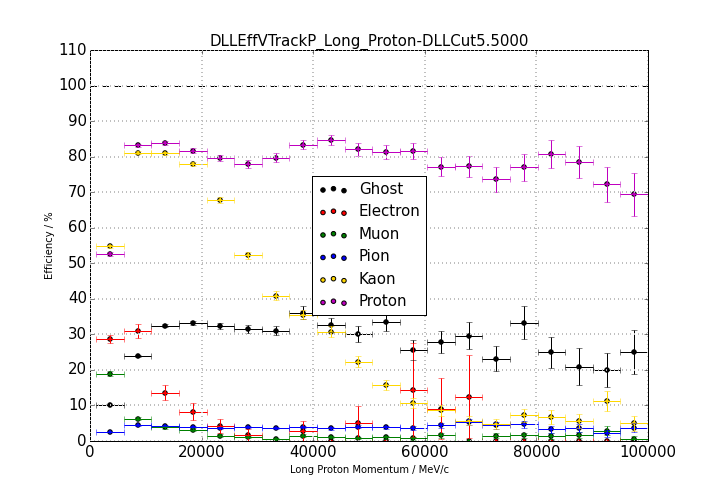 DLLEffVTrackP_Long_Proton-DLLCut5.5000
110
100
90
80
70
60
50
40
30
20
10
0
Efficiency / %
Ghost
Electron
Muon
Pion
Kaon
Proton
0 20000 40000 60000 80000 100000
Long Proton Momentum / MeV/c